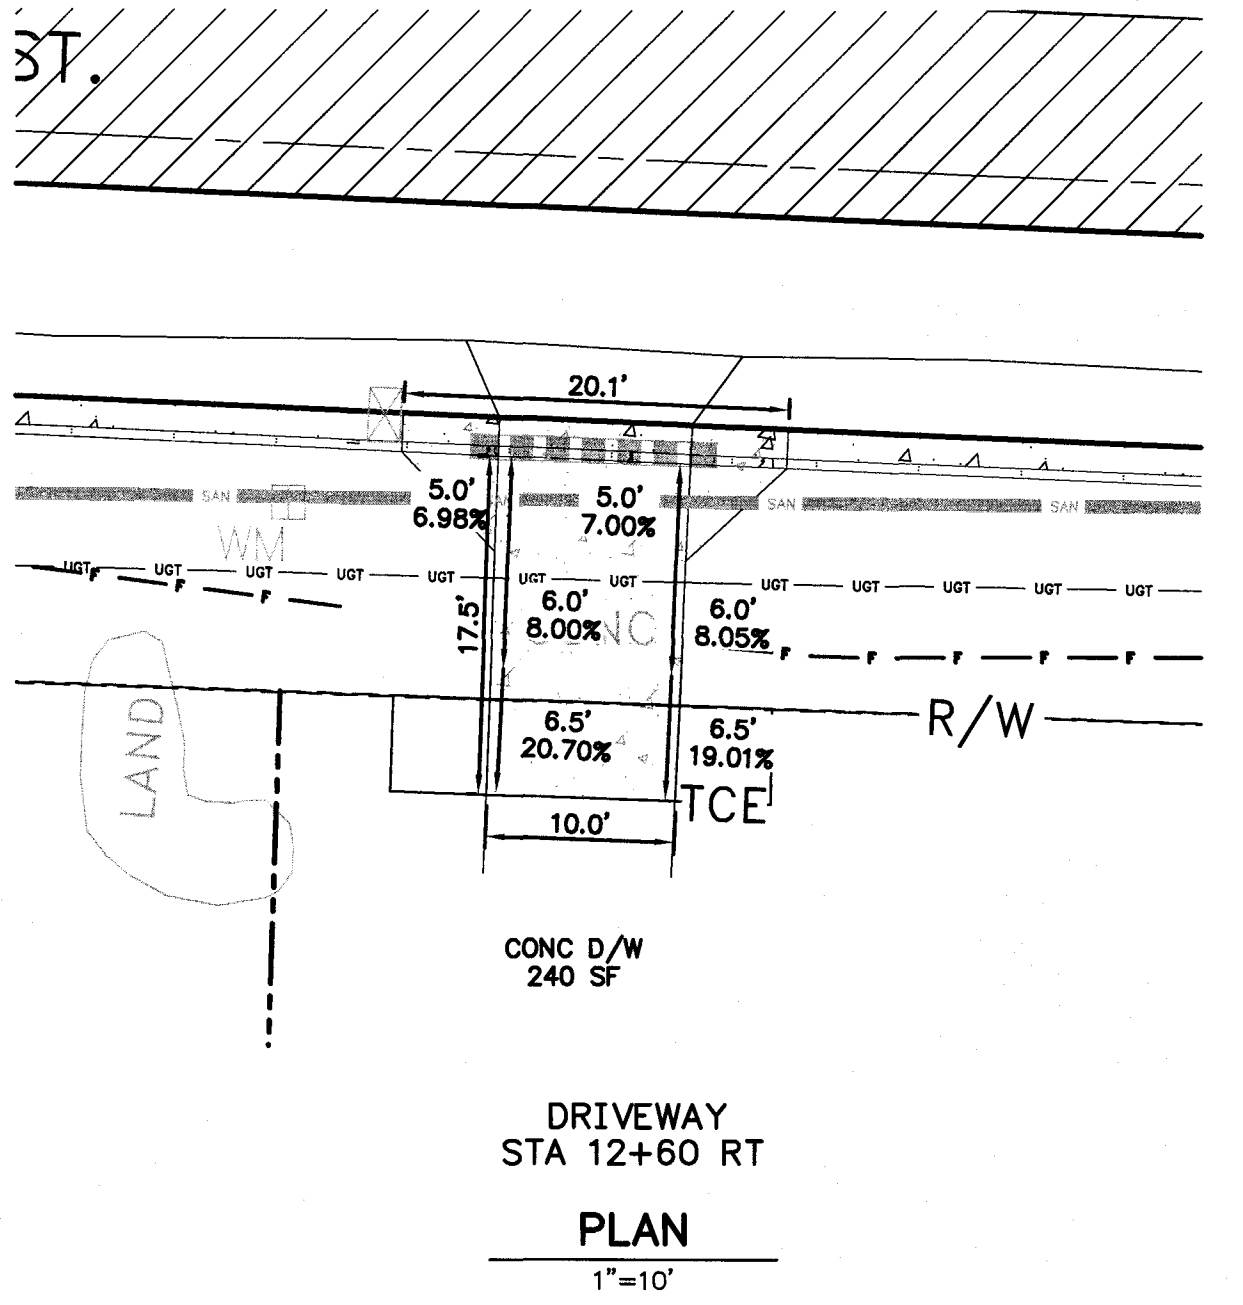 ST.
20.1'
5.0'
6.98%
5.0'
7.00%
SAN
SAN
SAN
WM
UGT
UGT
UGT
UGT
UGT
UGT
UGT
UGT
UGT
UGT
UGT
UGT
F
F
F
17.5'
6.0'
8.00%
CONC
6.0'
8.05%
F
F
F
F
F
LAND
R/W
6.5'
20.70%
6.5'
19.01%
TCE
10.0'
CONC D/W
240 SF
DRIVEWAY
STA 12+60 RT
PLAN
1"=10'